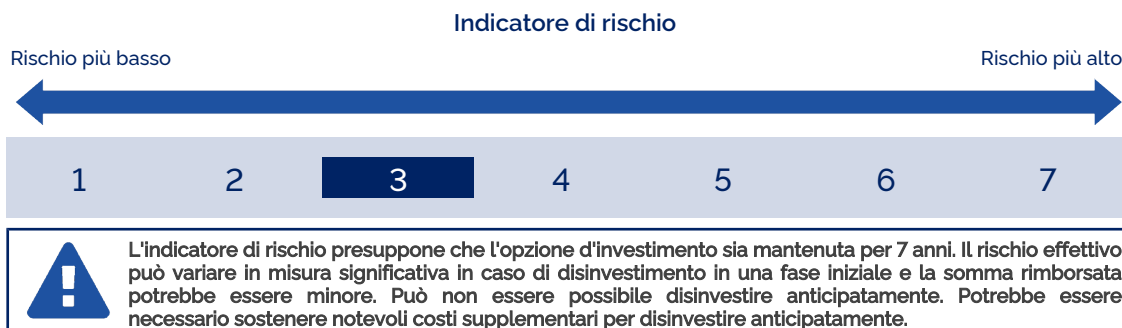 Indicatore di rischio
Rischio più basso
Rischio più alto
1 2 3 4 5 6 7
L'indicatore di rischio presuppone che l'opzione d'investimento sia mantenuta per 7 anni. Il rischio effettivo
può variare in misura significativa in caso di disinvestimento in una fase iniziale e la somma rimborsata
potrebbe essere minore. Può non essere possibile disinvestire anticipatamente. Potrebbe essere
necessario sostenere notevoli costi supplementari per disinvestire anticipatamente.